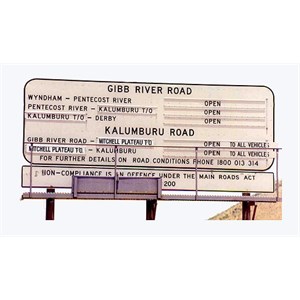 GIBB RIVER ROAD
WYNDHAM - PENTECOST RIVER OPEN
PENTECOST RIVER - KALUMBURU T/O OPEN
KALUMBURU T/O - DERBY OPEN
KALUMBURU ROAD
GIBB RIVER ROAD - MITCHELL PLATEAU T/O OPEN TO ALL VEHICLE
MITCHELL PLATEAU T/O - KALUMBURU OPEN TO ALL VEHICLE
FOR FURTHER DETAILS ON ROAD CONDITIONS PHONE 1800 013 314
NON-COMPLIANCE IS AN OFFENCE UNDER THE MAIN ROADS ACT
200